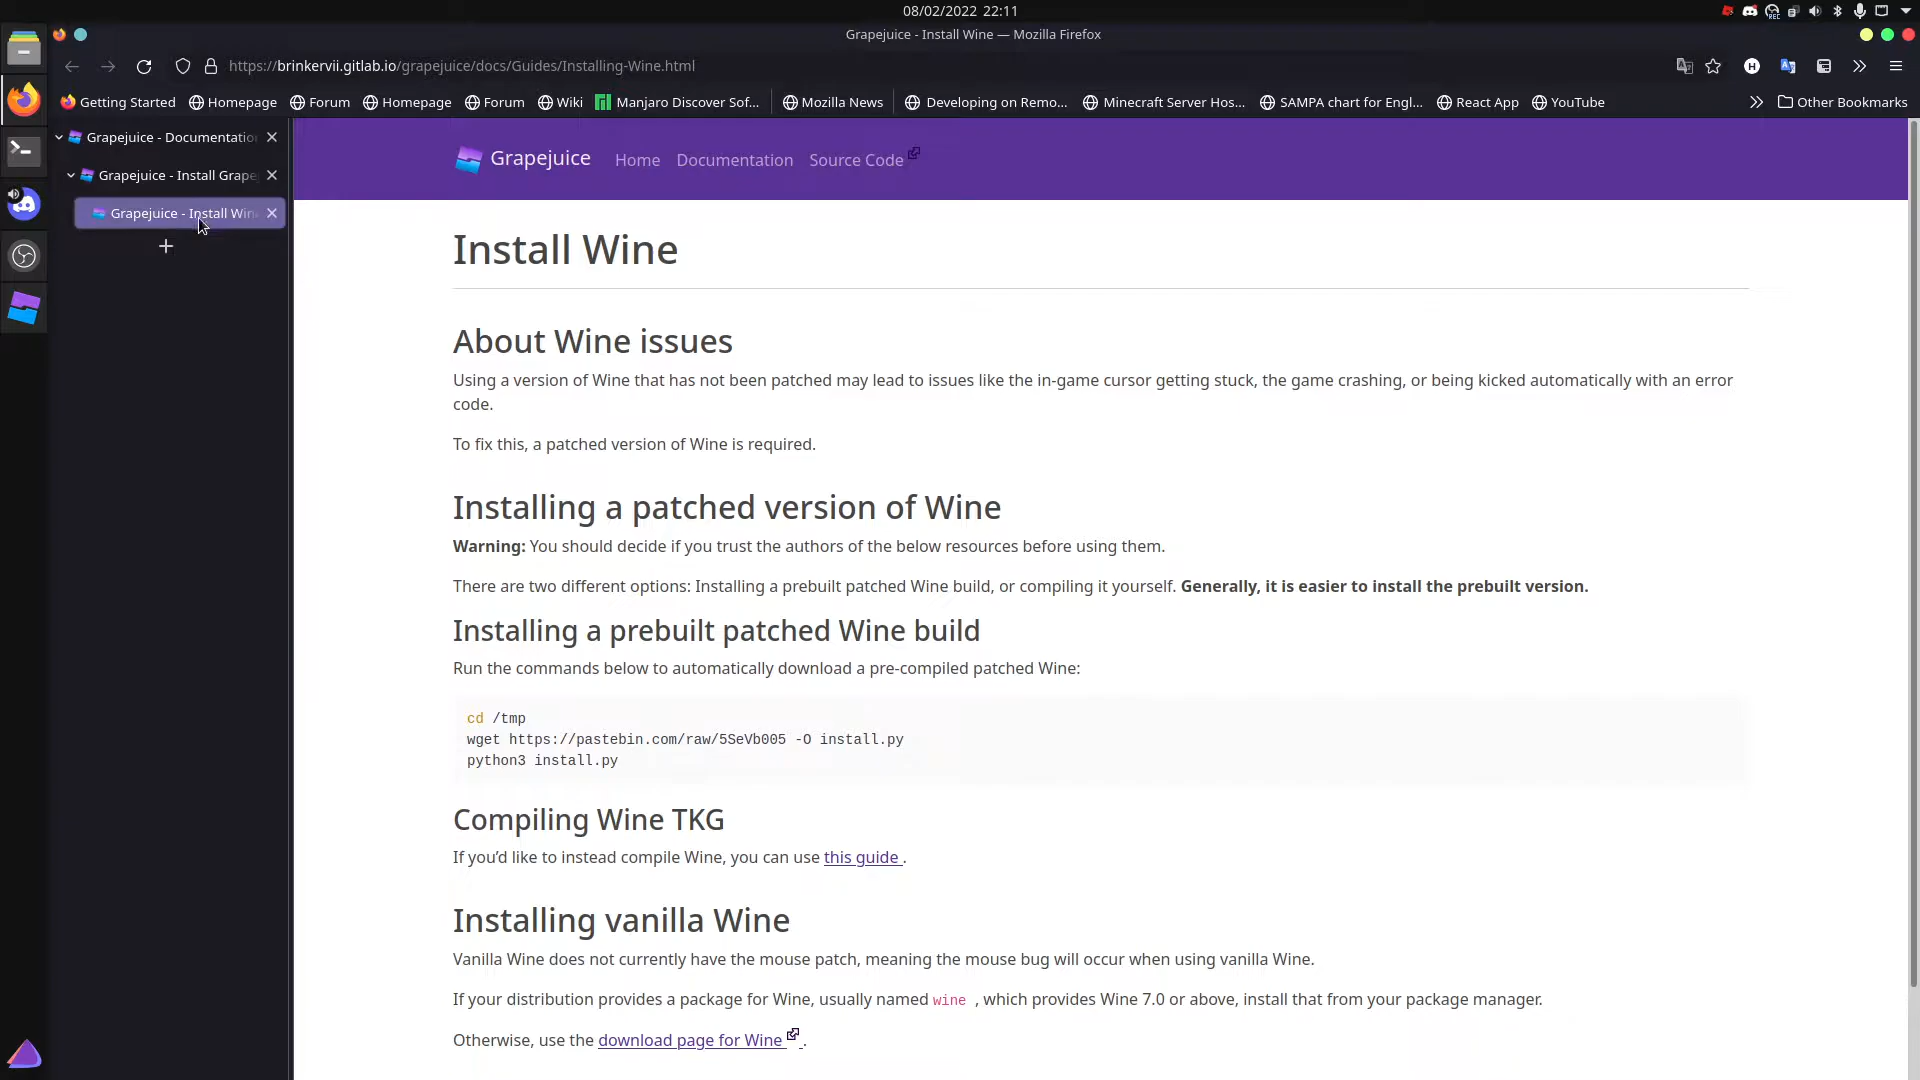 08/02/2022 22:11
Grapejuice - Install Wine — Mozilla Firefox
https://brinkervii.gitlab.io/grapejuice/docs/Guides/Installing-Wine.html
Getting Started Homepage Forum Homepage Forum Wiki Manjaro Discover Sof... Mozilla News Developing on Remo... Minecraft Server Hos... SAMPA chart for Engl... React App YouTube Other Bookmarks
Grapejuice - Documentatio
Grapejuice - Install Grape
Grapejuice - Install Win
Grapejuice Home Documentation Source Code
Install Wine
About Wine issues
Using a version of Wine that has not been patched may lead to issues like the in-game cursor getting stuck, the game crashing, or being kicked automatically with an error
code.
To fix this, a patched version of Wine is required.
Installing a patched version of Wine
Warning: You should decide if you trust the authors of the below resources before using them.
There are two different options: Installing a prebuilt patched Wine build, or compiling it yourself. Generally, it is easier to install the prebuilt version.
Installing a prebuilt patched Wine build
Run the commands below to automatically download a pre-compiled patched Wine:
cd /tmp
wget https://pastebin.com/raw/5SeVb005 -O install.py
python3 install.py
Compiling Wine TKG
If you’d like to instead compile Wine, you can use this guide .
Installing vanilla Wine
Vanilla Wine does not currently have the mouse patch, meaning the mouse bug will occur when using vanilla Wine.
If your distribution provides a package for Wine, usually named wine , which provides Wine 7.0 or above, install that from your package manager.
Otherwise, use the download page for Wine .